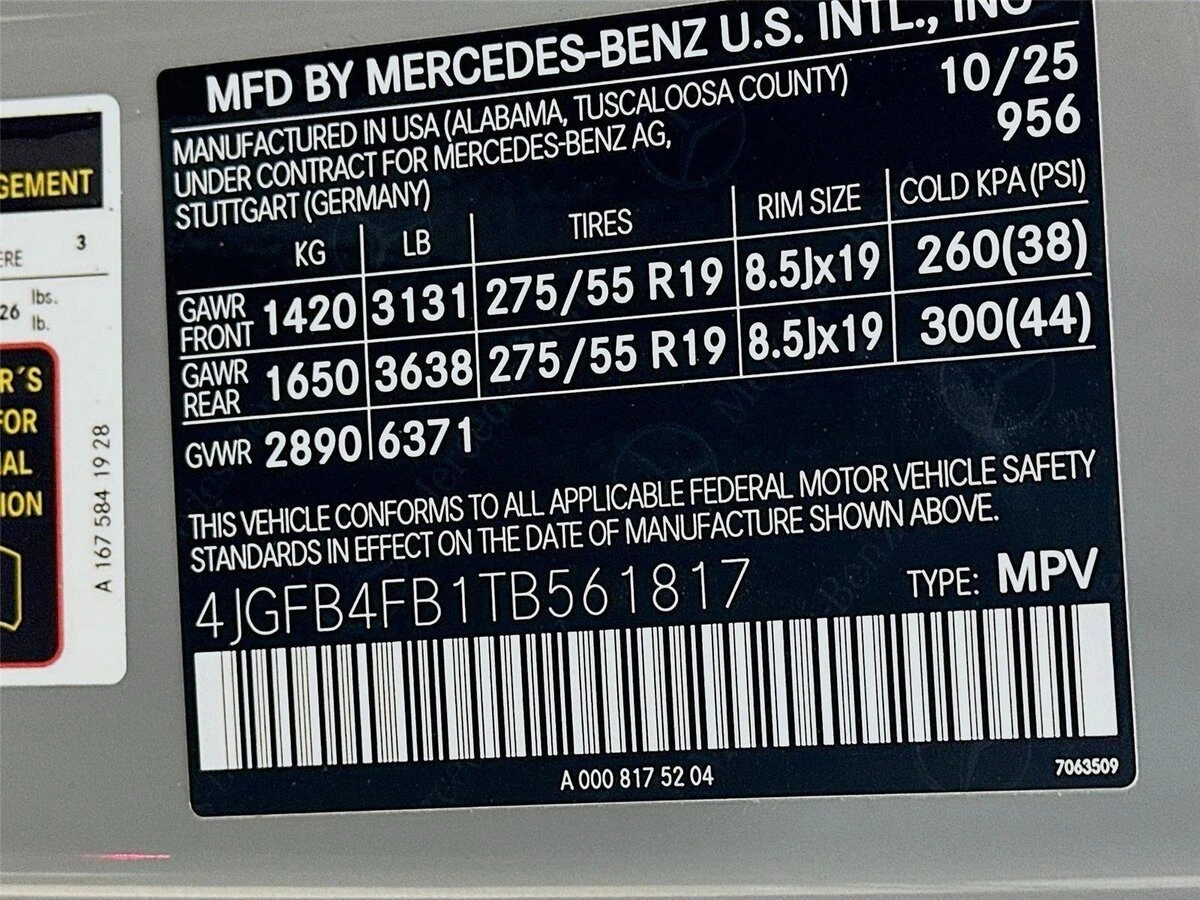 MFD BY MERCEDES-BENZ U.S. INTL., INC
MANUFACTURED IN USA (ALABAMA, TUSCALOOSA COUNTY)
UNDER CONTRACT FOR MERCEDES-BENZ AG,
STUTTGART (GERMANY)
10/25
956
KG LB TIRES RIM SIZE COLD KPA (PSI)
GAWR FRONT 1420 3131 275/55 R19 8.5Jx19 260(38)
GAWR REAR 1650 3638 275/55 R19 8.5Jx19 300(44)
GVWR 2890 6371
THIS VEHICLE CONFORMS TO ALL APPLICABLE FEDERAL MOTOR VEHICLE SAFETY
STANDARDS IN EFFECT ON THE DATE OF MANUFACTURE SHOWN ABOVE.
4JGFB4FB1TB561817 TYPE: MPV
A 000 817 52 04
7063509
GEMENT
ERE 3
26 lbs.
lb.
R´S
FOR
IAL
ION
A 167 584 19 28